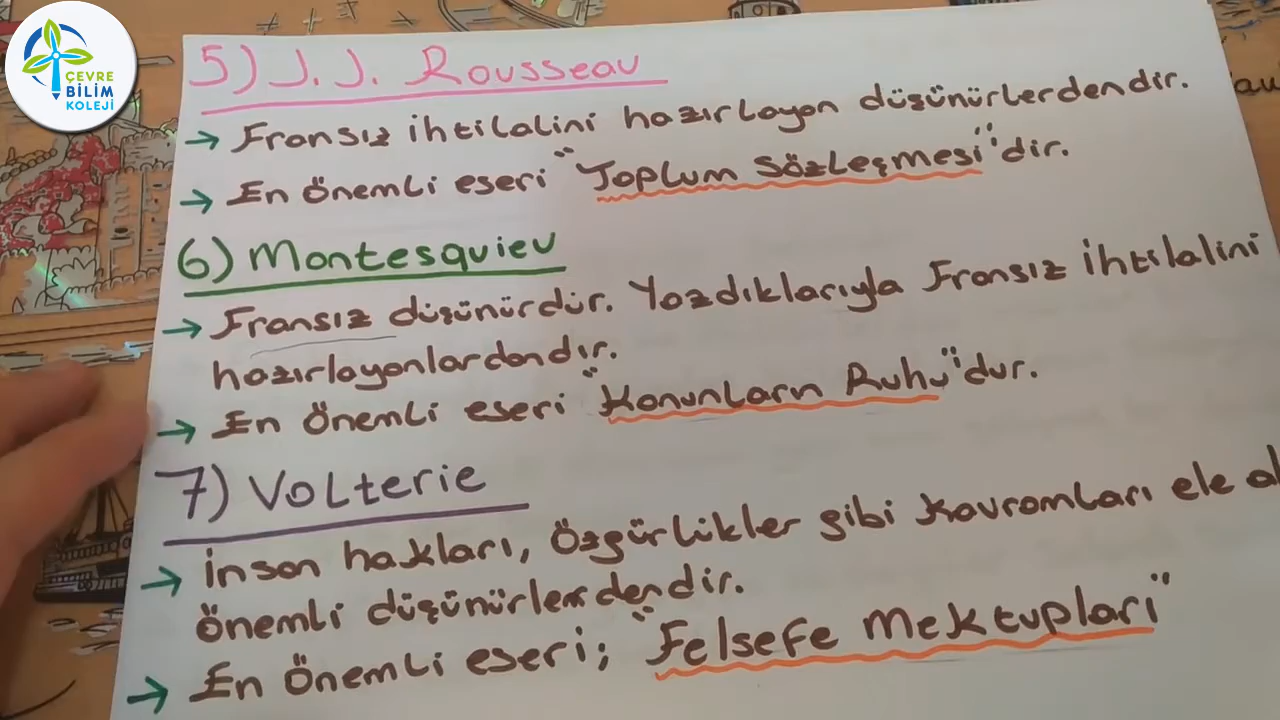 ÇEVRE
BİLİM
KOLEJİ
5) J.J. Rousseau
→ Fransız ihtilalini hazırlayan düşünürlerdendir.
→ En önemli eseri "Toplum Sözleşmesi"dir.
6) Montesquieu
→ Fransız düşünürdür. Yazdıklarıyla Fransız ihtilalini
hazırlayanlardandır.
→ En önemli eseri "Kanunların Ruhu"dur.
7) Volterie
→ İnsan hakları, özgürlikler gibi kavramları ele
önemli düşünürlerdendir.
→ En önemli eseri; "Felsefe Mektupları"